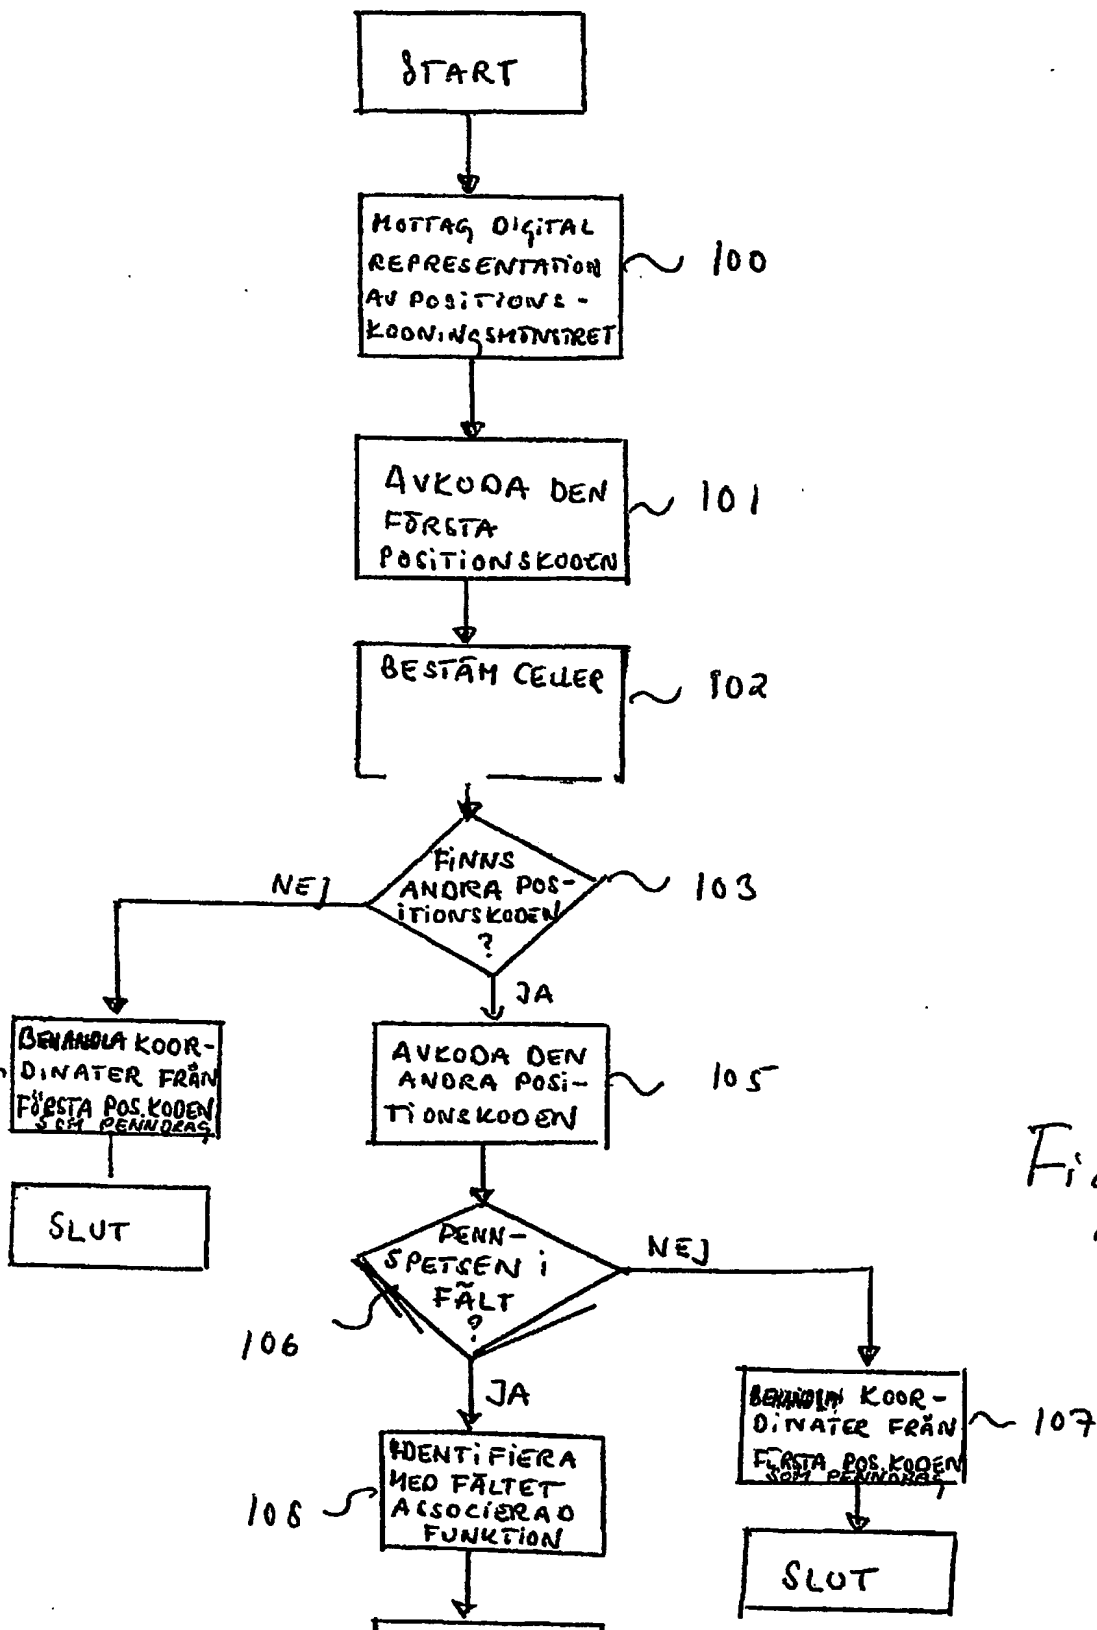 START
MOTTAG DIGITAL
REPRESENTATION
AV POSITIONS-
KODNINGSMÖNSTRET
100
AVKODA DEN
FÖRSTA
POSITIONSKODEN
101
BESTÄM CELLER
102
FINNS
ANDRA POS-
ITIONSKODEN
?
103
NEJ
JA
BEHANDLA KOOR-
DINATER FRÅN
FÖRSTA POS.KODEN
SOM PENNDRAG
SLUT
AVKODA DEN
ANDRA POSI-
TIONSKODEN
105
PENN-
SPETSEN i
FÄLT
?
106
NEJ
JA
BEHANDLA KOOR-
DINATER FRÅN
FÖRSTA POS.KODEN
SOM PENNDRAG
107
SLUT
IDENTIFIERA
MED FÄLTET
ASSOCIERAD
FUNKTION
108